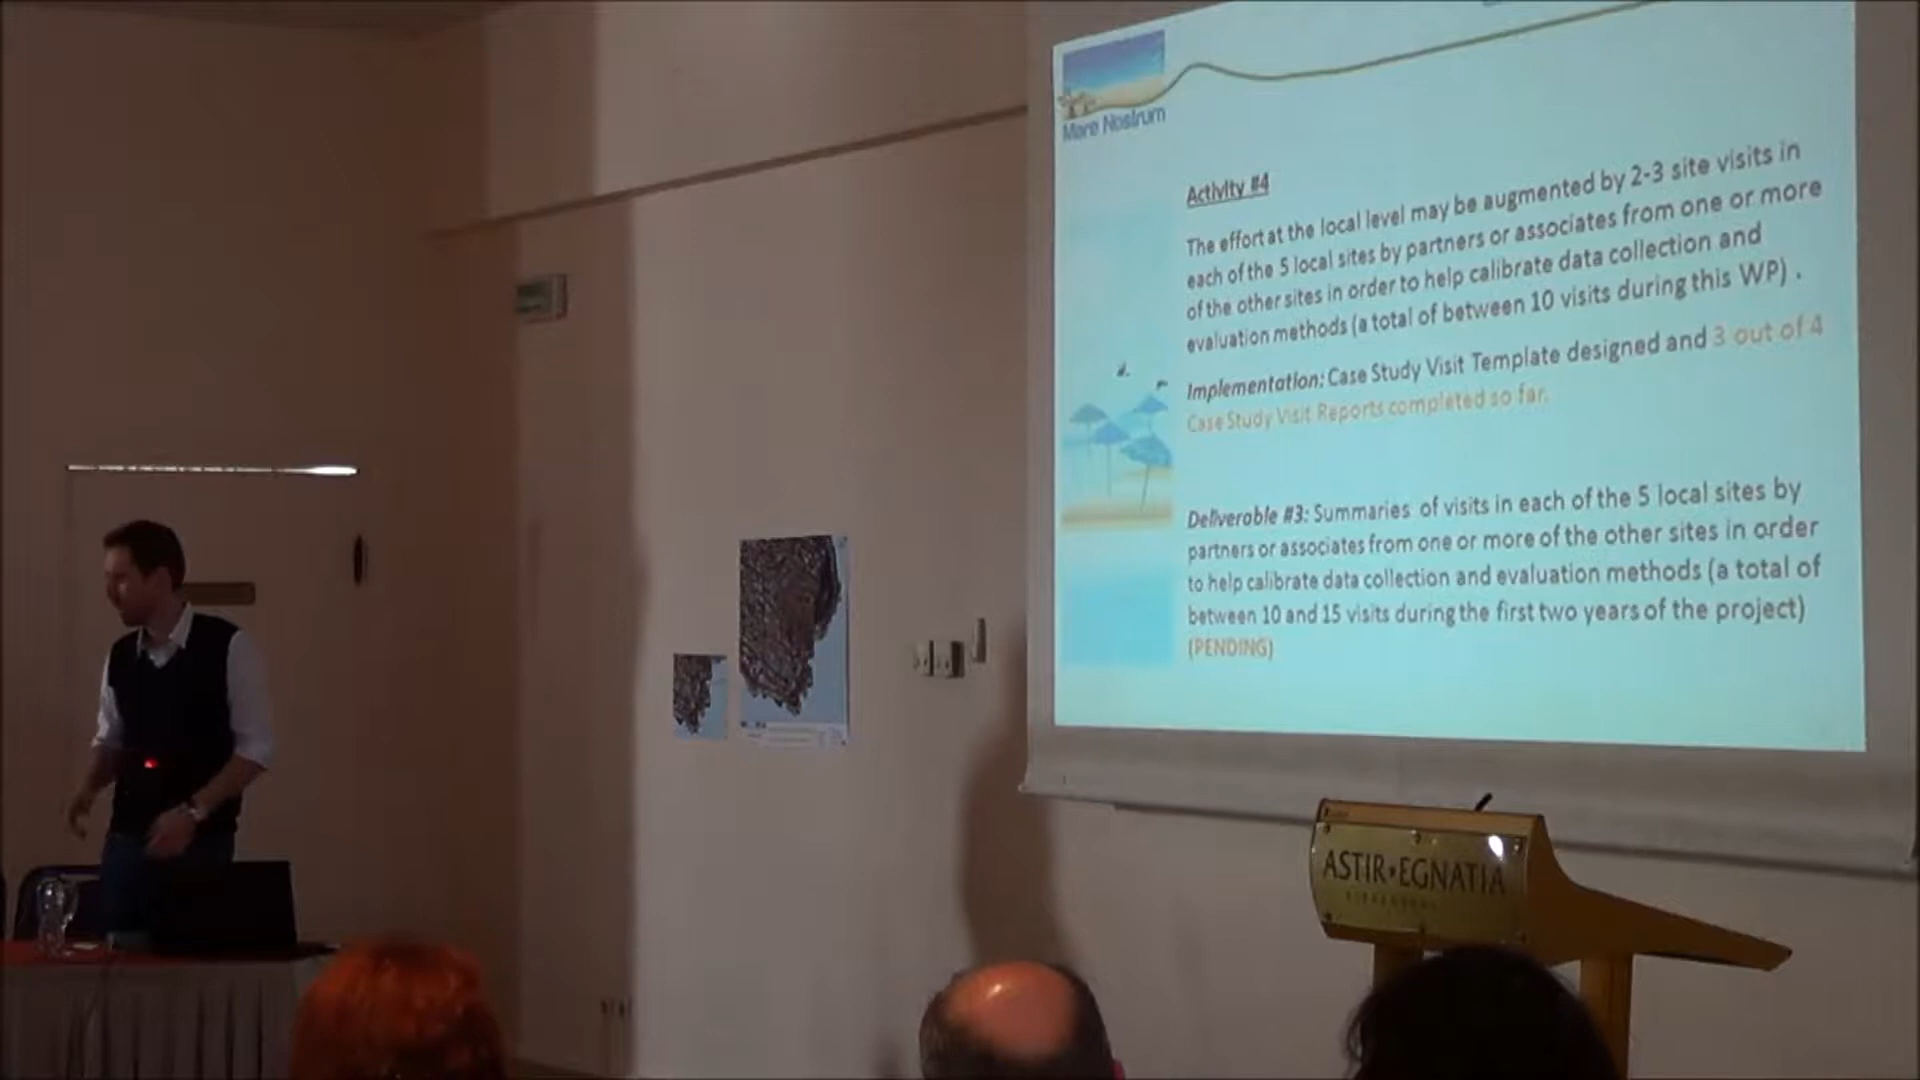 Mare Nostrum
Activity #4
The effort at the local level may be augmented by 2-3 site visits in
each of the 5 local sites by partners or associates from one or more
of the other sites in order to help calibrate data collection and
evaluation methods (a total of between 10 visits during this WP) .
Implementation: Case Study Visit Template designed and 3 out of 4
Case Study Visit Reports completed so far.
Deliverable #3: Summaries of visits in each of the 5 local sites by
partners or associates from one or more of the other sites in order
to help calibrate data collection and evaluation methods (a total of
between 10 and 15 visits during the first two years of the project)
(PENDING)
ASTIR•EGNATIA